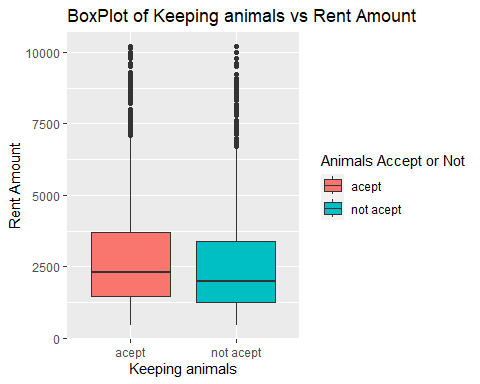 BoxPlot of Keeping animals vs Rent Amount
10000
7500
5000
2500
0
Rent Amount
acept
not acept
Keeping animals
Animals Accept or Not
acept
not acept